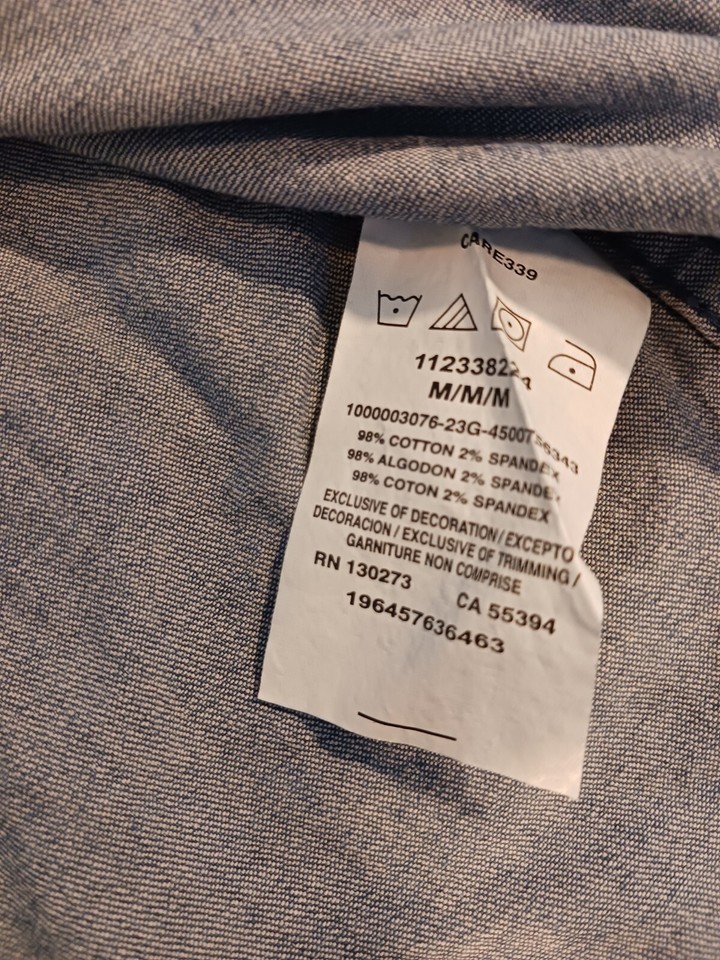 CARE339
112338224
M/M/M
98% COTTON 2% SPANDEX
98% ALGODON 2% SPANDEX
98% COTON 2% SPANDEX
EXCLUSIVE OF DECORATION/EXCEPTO
DECORACION / EXCLUSIVE OF TRIMMING /
GARNITURE NON COMPRISE
RN 130273 CA 55394
196457636463